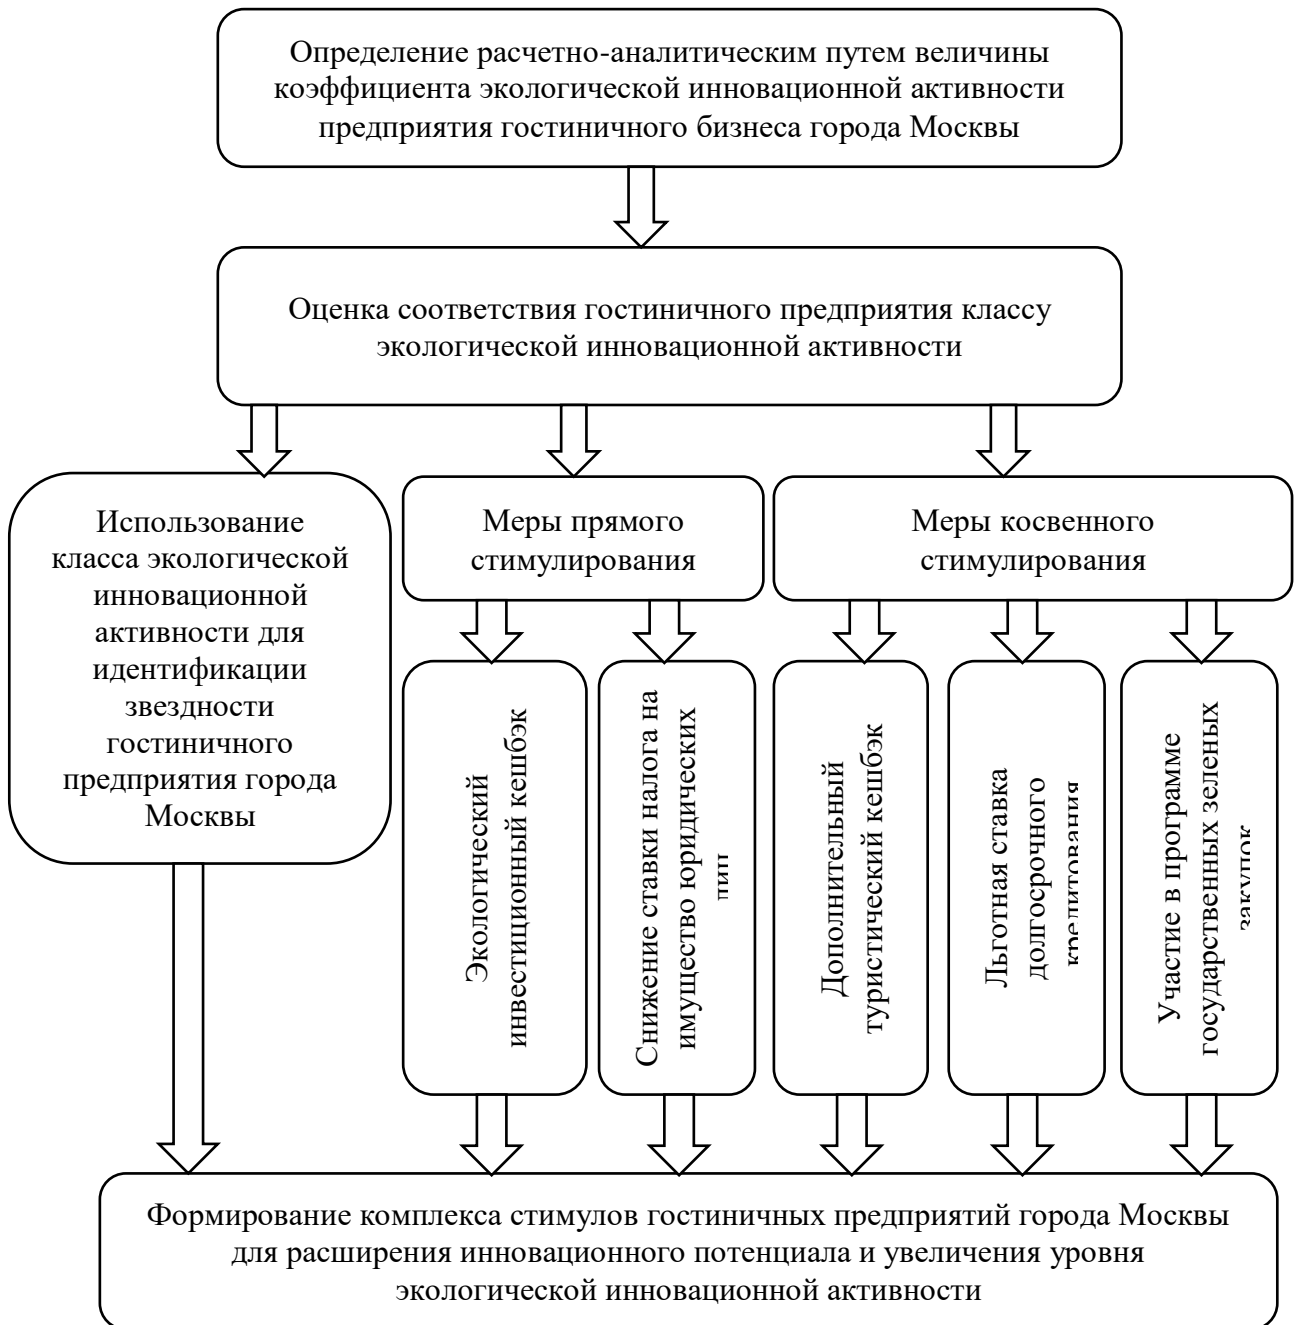 Определение расчетно-аналитическим путем величины
коэффициента экологической инновационной активности
предприятия гостиничного бизнеса города Москвы
Оценка соответствия гостиничного предприятия классу
экологической инновационной активности
Использование
класса экологической
инновационной
активности для
идентификации
звездности
гостиничного
предприятия города
Москвы
Меры прямого
стимулирования
Меры косвенного
стимулирования
Экологический
инвестиционный кешбэк
Снижение ставки налога на
имущество юридических
лиц
Дополнительный
туристический кешбэк
Льготная ставка
долгосрочного
кредитования
Участие в программе
государственных зеленых
закупок
Формирование комплекса стимулов гостиничных предприятий города Москвы
для расширения инновационного потенциала и увеличения уровня
экологической инновационной активности